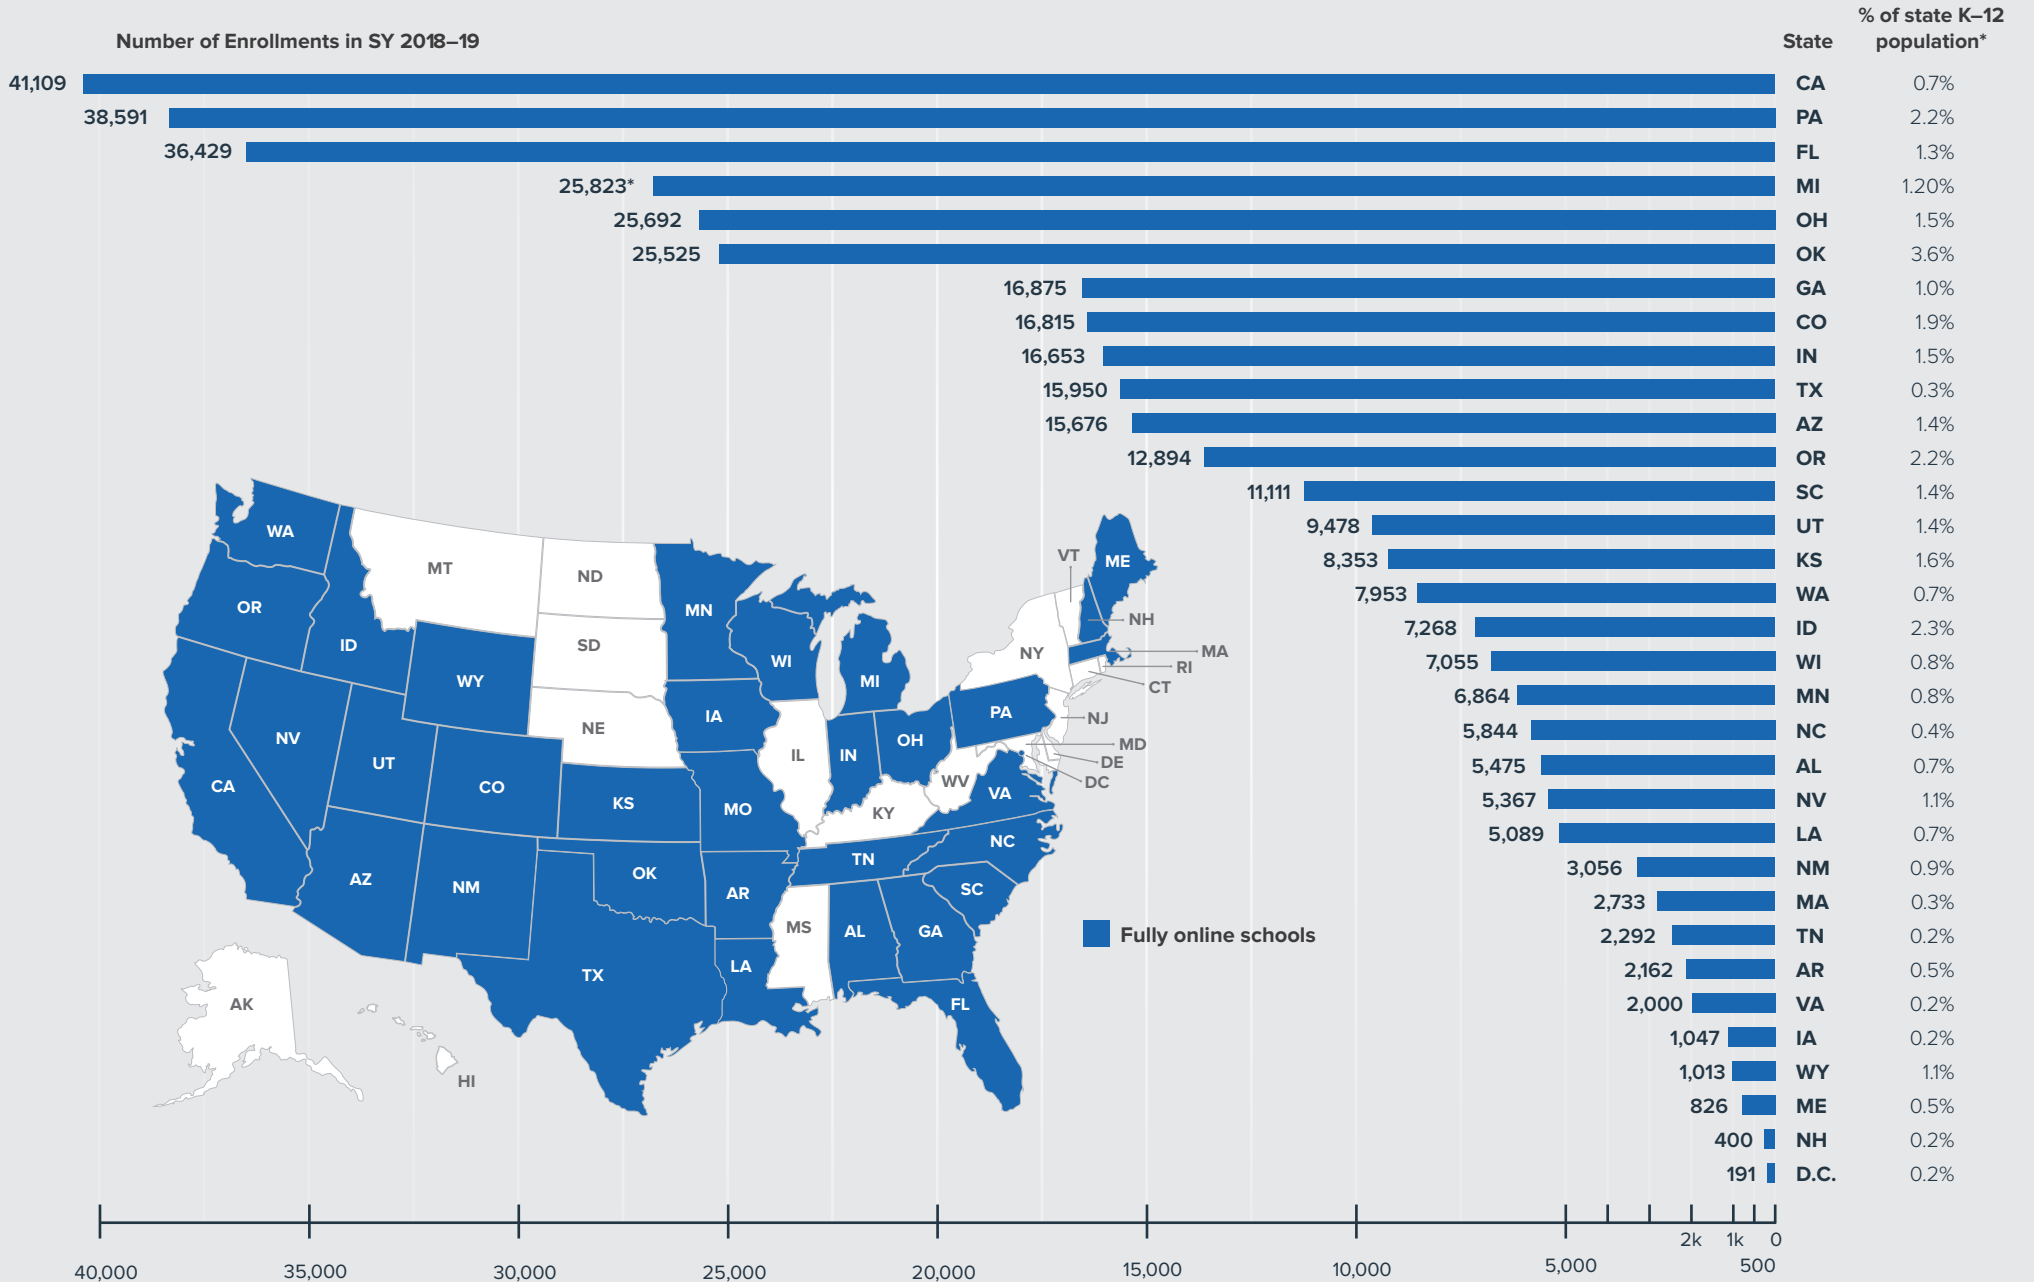 Number of Enrollments in SY 2018–19
State
% of state K–12
population*
41,109 CA 0.7%
38,591 PA 2.2%
36,429 FL 1.3%
25,823* MI 1.20%
25,692 OH 1.5%
25,525 OK 3.6%
16,875 GA 1.0%
16,815 CO 1.9%
16,653 IN 1.5%
15,950 TX 0.3%
15,676 AZ 1.4%
12,894 OR 2.2%
11,111 SC 1.4%
9,478 UT 1.4%
8,353 KS 1.6%
7,953 WA 0.7%
7,268 ID 2.3%
7,055 WI 0.8%
6,864 MN 0.8%
5,844 NC 0.4%
5,475 AL 0.7%
5,367 NV 1.1%
5,089 LA 0.7%
3,056 NM 0.9%
2,733 MA 0.3%
2,292 TN 0.2%
2,162 AR 0.5%
2,000 VA 0.2%
1,047 IA 0.2%
1,013 WY 1.1%
826 ME 0.5%
400 NH 0.2%
191 D.C. 0.2%
WA
VT
ME
MT
ND
OR
MN
NH
ID
SD
NY
MA
WI
RI
WY
MI
CT
IA
PA
NJ
NE
NV
OH
MD
UT
IL
IN
DE
CA
CO
WV
DC
KS
MO
KY
VA
NC
TN
AZ
NM
OK
AR
SC
MS
AL
GA
LA
TX
AK
FL
HI
Fully online schools
40,000
35,000
30,000
25,000
20,000
15,000
10,000
5,000
2k
1k
500
0